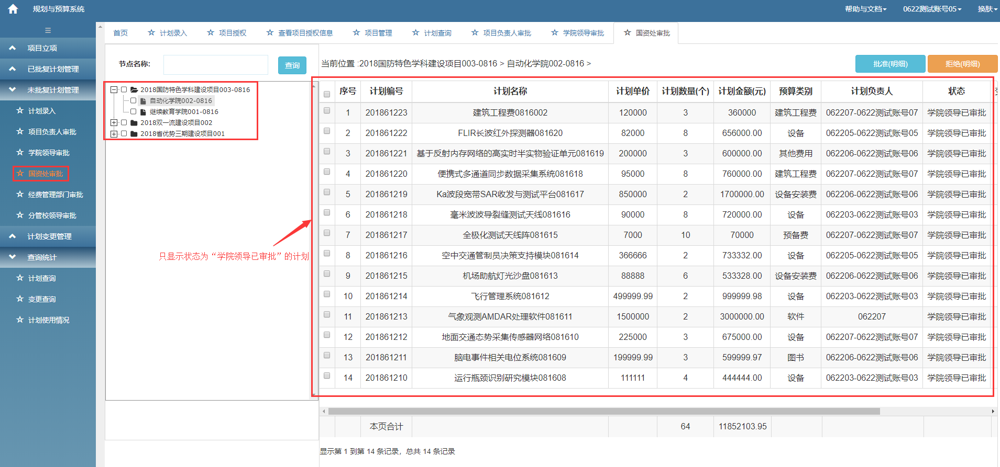 规划与预算系统
帮助与文档
0622测试账号05
换肤
项目立项
已批复计划管理
未批复计划管理
计划录入
项目负责人审批
学院领导审批
国资处审批
经费管理部门审批
分管校领导审批
计划变更管理
查询统计
计划查询
变更查询
计划使用情况
首页 计划录入 项目授权 查看项目授权信息 项目管理 计划查询 项目负责人审批 学院领导审批 国资处审批
节点名称: 查询
2018国防特色学科建设项目003-0816
自动化学院002-0816
继续教育学院001-0816
2018双一流建设项目002
2018省优势三期建设项目001
只显示状态为“学院领导已审批”的计划
当前位置 :2018国防特色学科建设项目003-0816 > 自动化学院002-0816 >
批准(明细) 拒绝(明细)
序号 计划编号 计划名称 计划单价 计划数量(个) 计划金额(元) 预算类别 计划负责人 状态
1 201861223 建筑工程费0816002 120000 3 360000 建筑工程费 062207-0622测试账号07 学院领导已审批
2 201861222 FLIR长波红外探测器081620 82000 8 656000.00 设备 062205-0622测试账号05 学院领导已审批
3 201861221 基于反射内存网络的高实时半实物验证单元081619 200000 3 600000.00 其他费用 062206-0622测试账号06 学院领导已审批
4 201861220 便携式多通道同步数据采集系统081618 95000 8 760000.00 建筑工程费 062207-0622测试账号07 学院领导已审批
5 201861219 Ka波段宽带SAR收发与测试平台081617 850000 2 1700000.00 设备安装费 062206-0622测试账号06 学院领导已审批
6 201861218 毫米波波导裂缝测试天线081616 90000 8 720000.00 设备 062203-0622测试账号03 学院领导已审批
7 201861217 全极化测试天线阵081615 7000 10 70000 预备费 062207-0622测试账号07 学院领导已审批
8 201861216 空中交通管制员决策支持模块081614 366666 2 733332.00 设备 062205-0622测试账号05 学院领导已审批
9 201861215 机场助航灯光沙盘081613 88888 6 533328.00 设备安装费 062206-0622测试账号06 学院领导已审批
10 201861214 飞行管理系统081612 499999.99 2 999999.98 设备 062203-0622测试账号03 学院领导已审批
11 201861213 气象观测AMDAR处理软件081611 1500000 2 3000000.00 软件 062207 学院领导已审批
12 201861212 地面交通态势采集传感器网络081610 225000 3 675000.00 设备 062207-0622测试账号07 学院领导已审批
13 201861211 脑电事件相关电位系统081609 199999.99 3 599999.97 图书 062206-0622测试账号06 学院领导已审批
14 201861210 运行瓶颈识别研究模块081608 111111 4 444444.00 设备 062203-0622测试账号03 学院领导已审批
本页合计 64 11852103.95
显示第 1 到第 14 条记录，总共 14 条记录